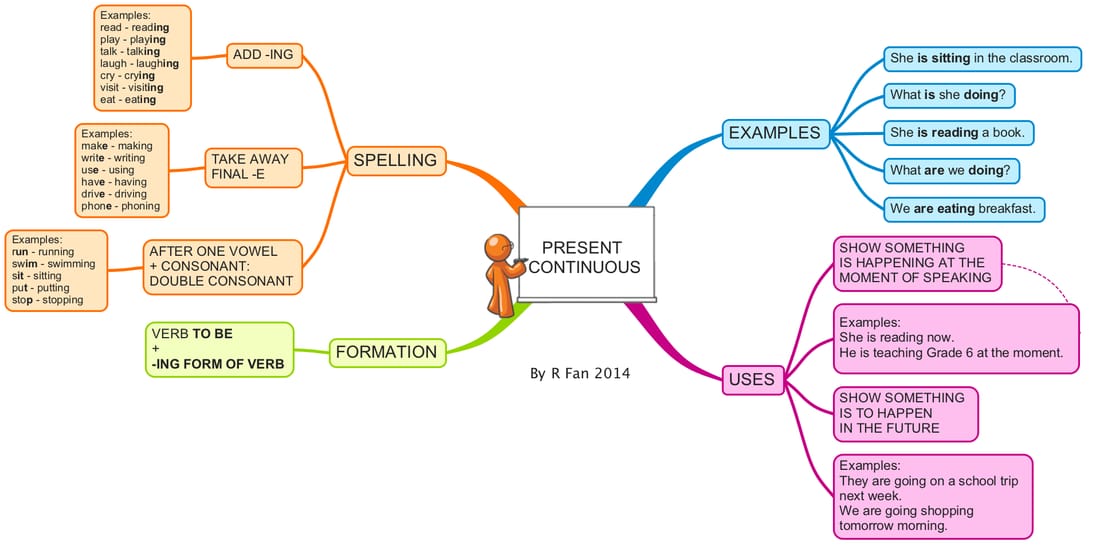 PRESENT
CONTINUOUS
By R Fan 2014
SPELLING
ADD -ING
Examples:
read - reading
play - playing
talk - talking
laugh - laughing
cry - crying
visit - visiting
eat - eating
TAKE AWAY
FINAL -E
Examples:
make - making
write - writing
use - using
have - having
drive - driving
phone - phoning
AFTER ONE VOWEL
+ CONSONANT:
DOUBLE CONSONANT
Examples:
run - running
swim - swimming
sit - sitting
put - putting
stop - stopping
FORMATION
VERB TO BE
+
-ING FORM OF VERB
EXAMPLES
She is sitting in the classroom.
What is she doing?
She is reading a book.
What are we doing?
We are eating breakfast.
USES
SHOW SOMETHING
IS HAPPENING AT THE
MOMENT OF SPEAKING
Examples:
She is reading now.
He is teaching Grade 6 at the moment.
SHOW SOMETHING
IS TO HAPPEN
IN THE FUTURE
Examples:
They are going on a school trip
next week.
We are going shopping
tomorrow morning.